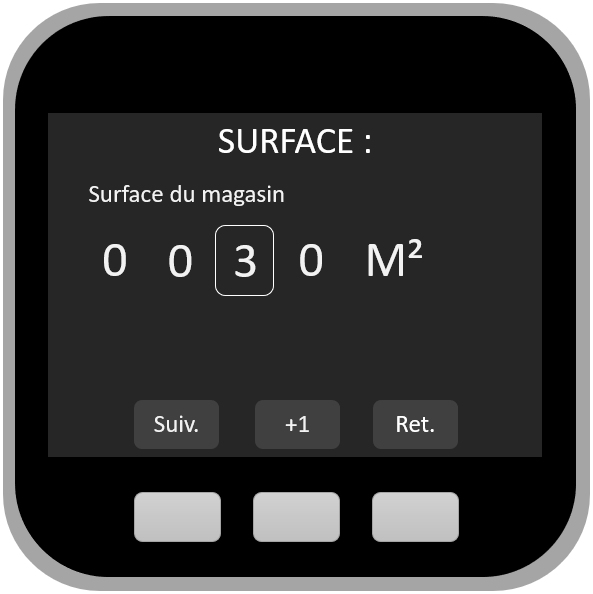 SURFACE :
Surface du magasin
0 0 3 0 M²
Suiv. +1 Ret.